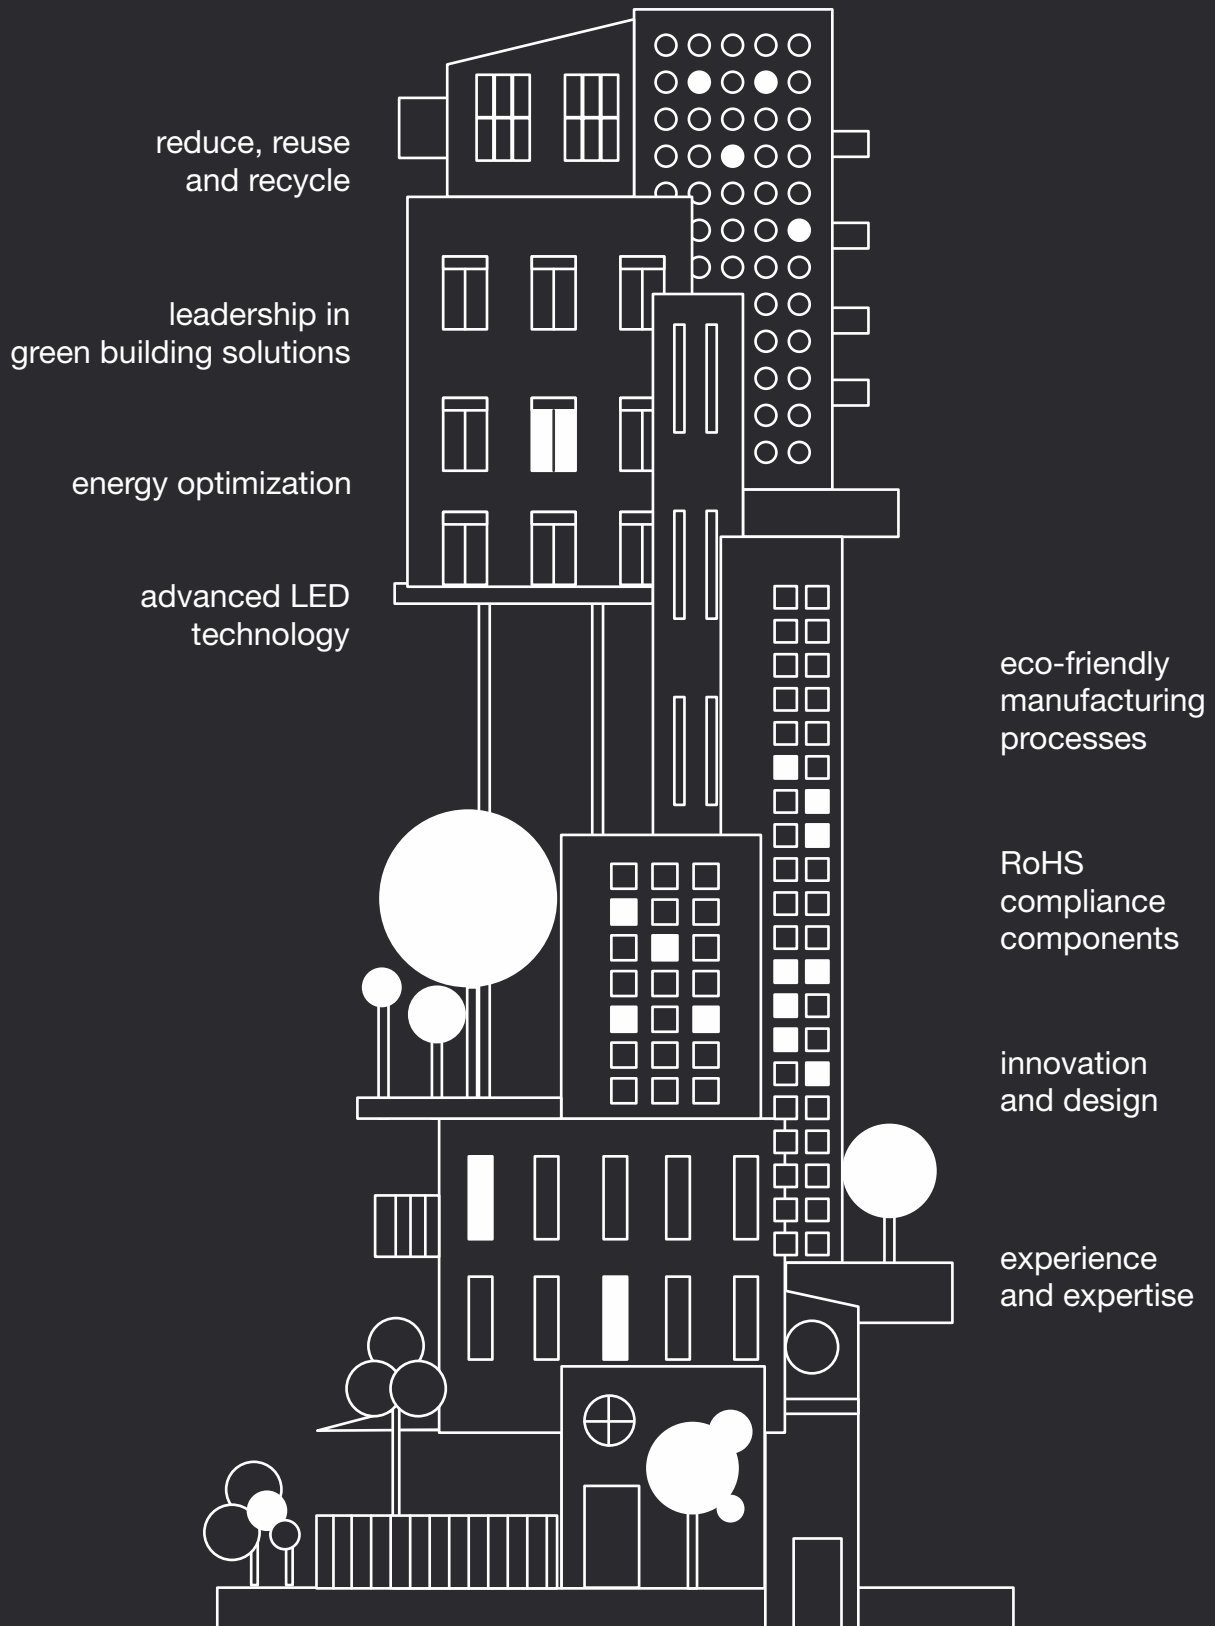 reduce, reuse
and recycle
leadership in
green building solutions
energy optimization
advanced LED
technology
eco-friendly
manufacturing
processes
RoHS
compliance
components
innovation
and design
experience
and expertise